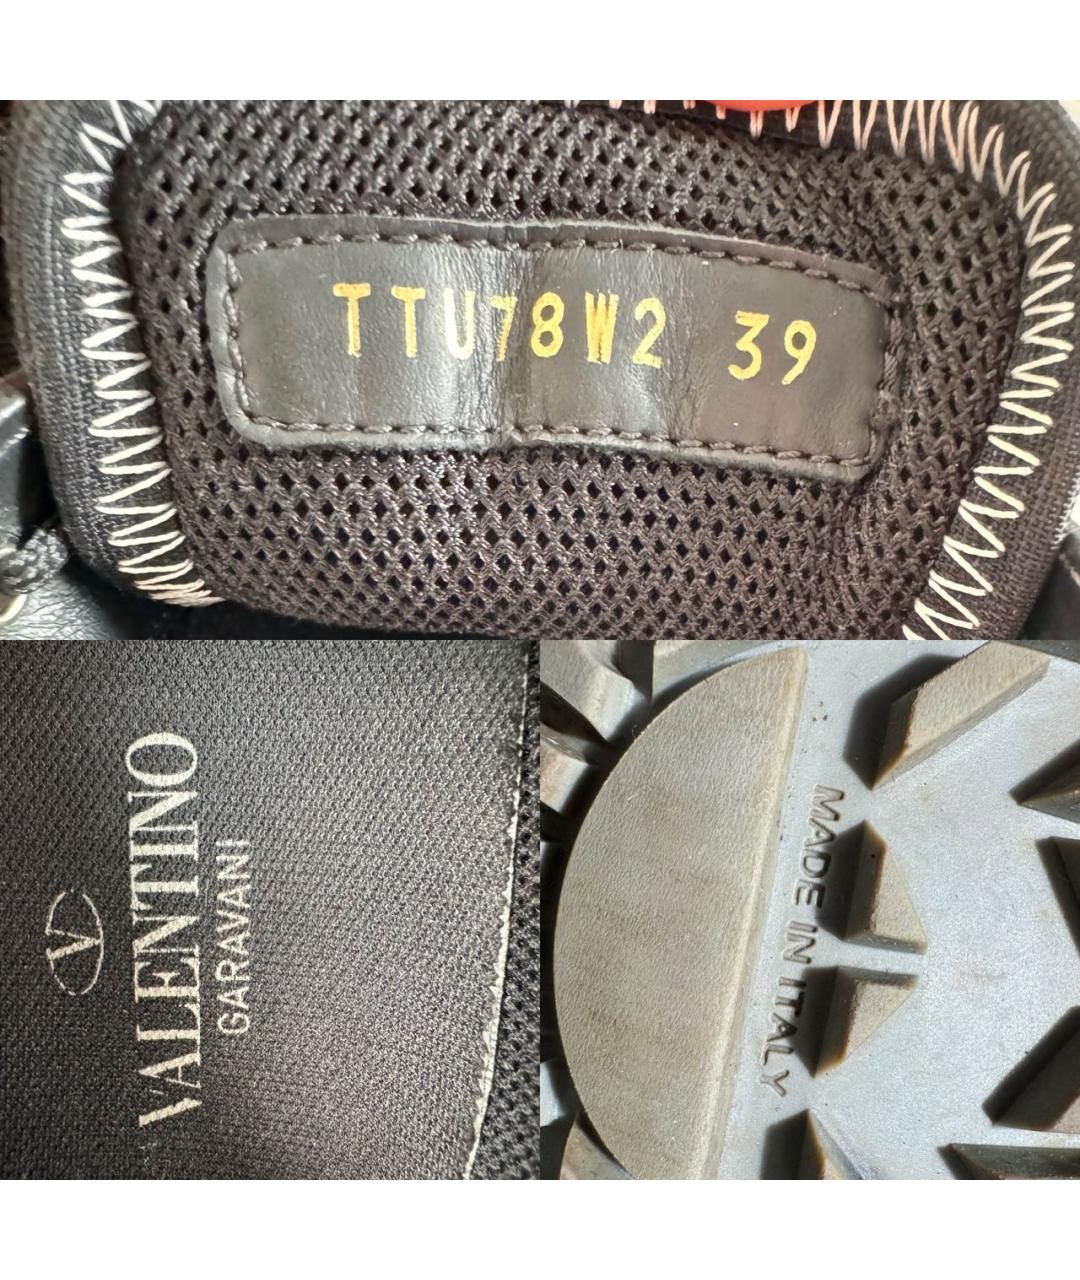 TTU78W2 39
V
VALENTINO
GARAVANI
MADE IN ITALY